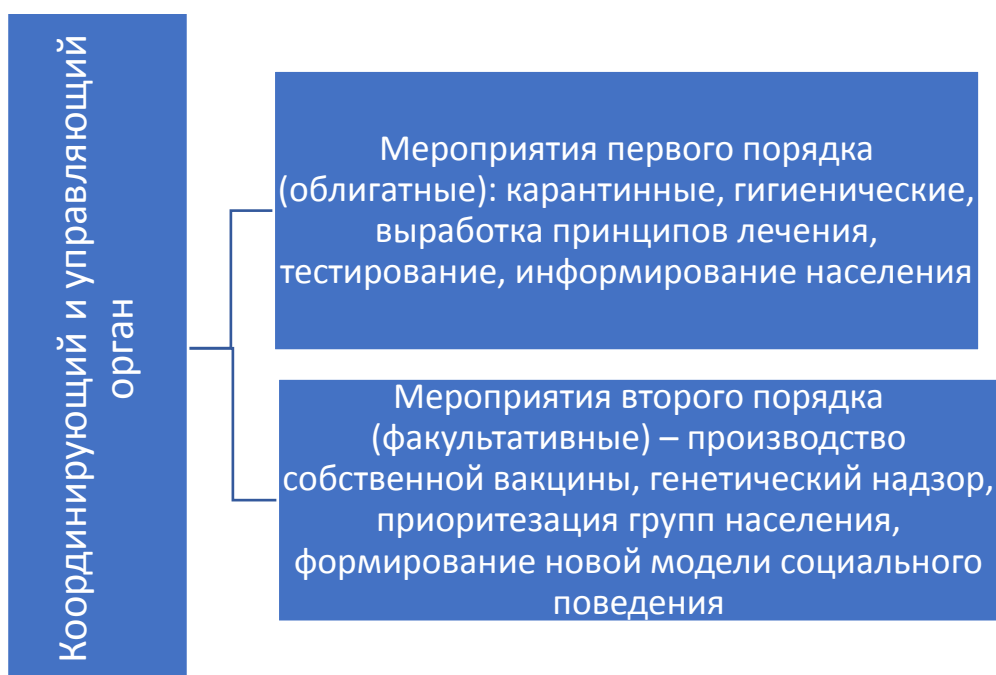 Координирующий и управляющий
орган
Мероприятия первого порядка
(облигатные): карантинные, гигиенические,
выработка принципов лечения,
тестирование, информирование населения
Мероприятия второго порядка
(факультативные) – производство
собственной вакцины, генетический надзор,
приоритезация групп населения,
формирование новой модели социального
поведения